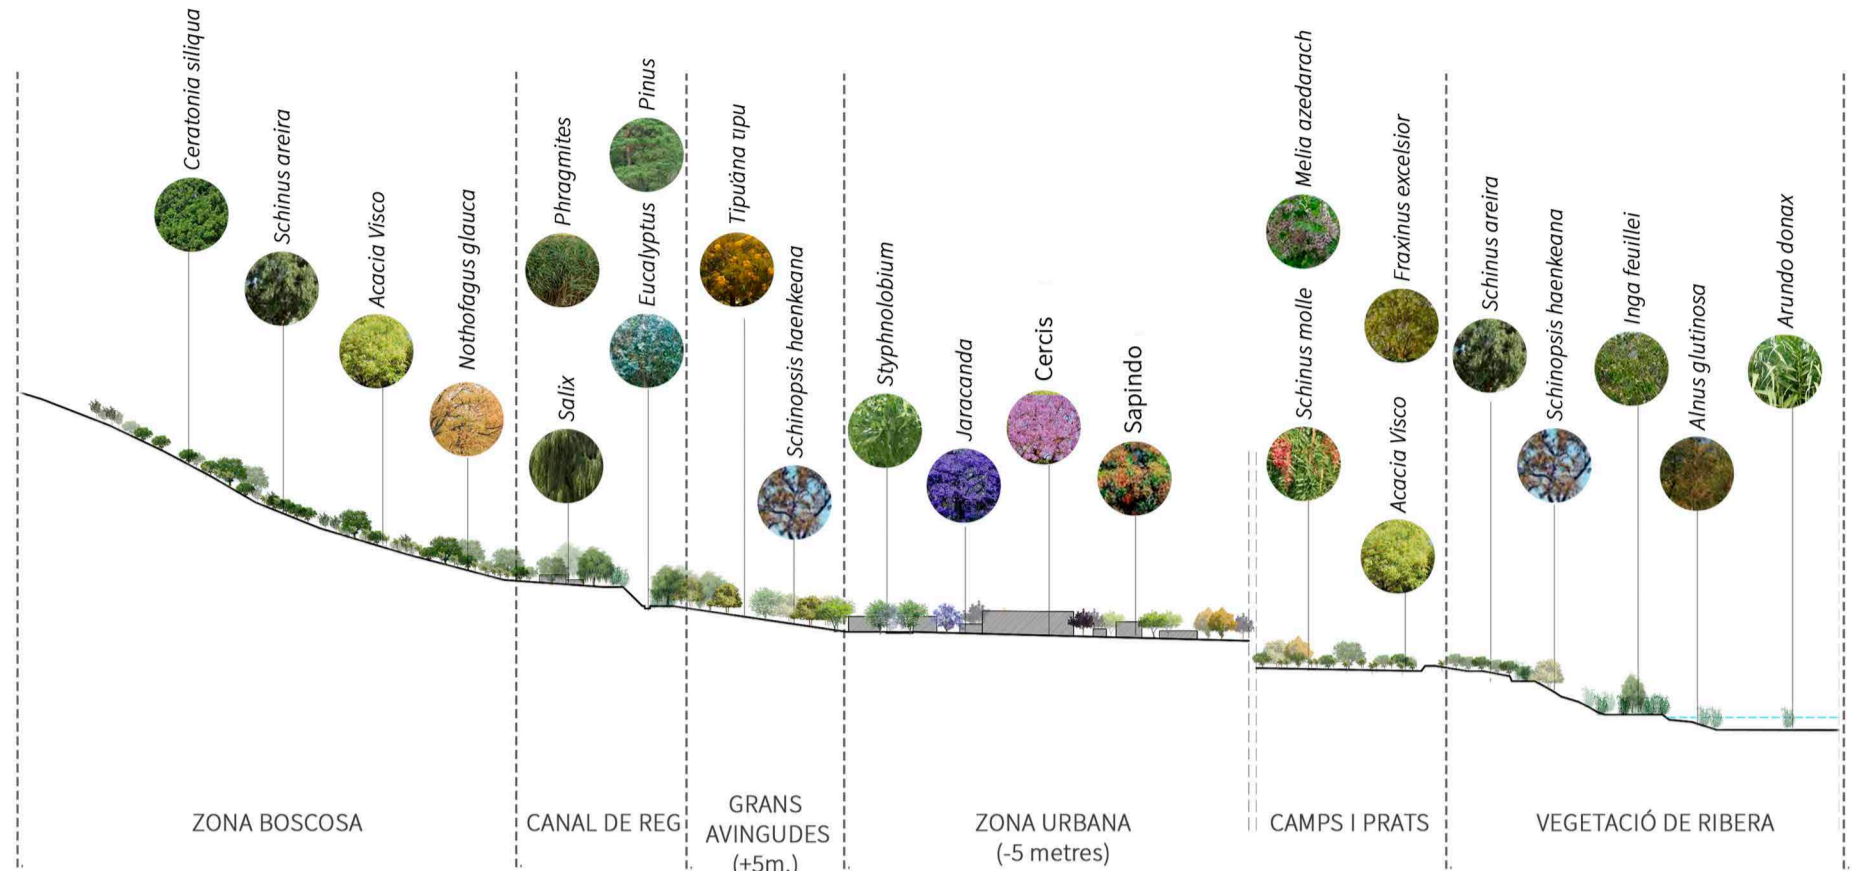 Ceratonia siliqua
Schinus areira
Acacia Visco
Nothofagus glauca
Phragmites
Salix
Pinus
Eucalyptus
Tipuána tipu
Schinopsis haenkeana
Styphnolobium
Jaracanda
Cercis
Sapindo
Melia azedarach
Schinus molle
Fraxinus excelsior
Acacia Visco
Schinus areira
Schinopsis haenkeana
Inga feuillei
Alnus glutinosa
Arundo donax
ZONA BOSCOSA
CANAL DE REG
GRANS
AVINGUDES
(+5m.)
ZONA URBANA
(-5 metres)
CAMPS I PRATS
VEGETACIÓ DE RIBERA